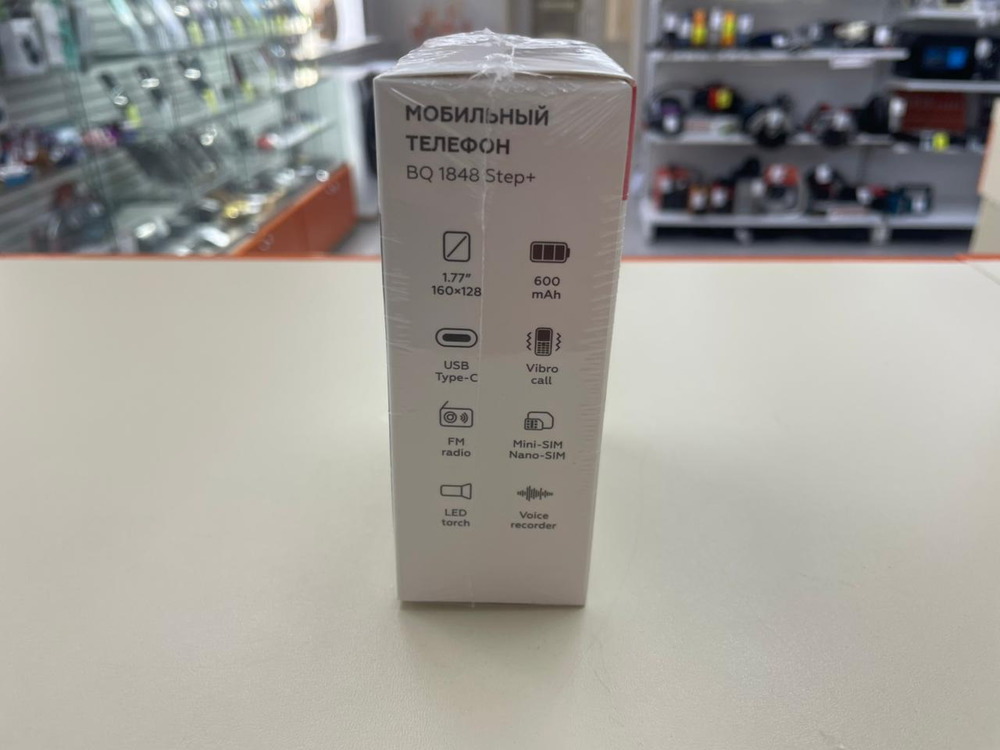 МОБИЛЬНЫЙ
ТЕЛЕФОН
BQ 1848 Step+
1.77"
160×128
600
mAh
USB
Type-C
Vibro
call
FM
radio
Mini-SIM
Nano-SIM
LED
torch
Voice
recorder